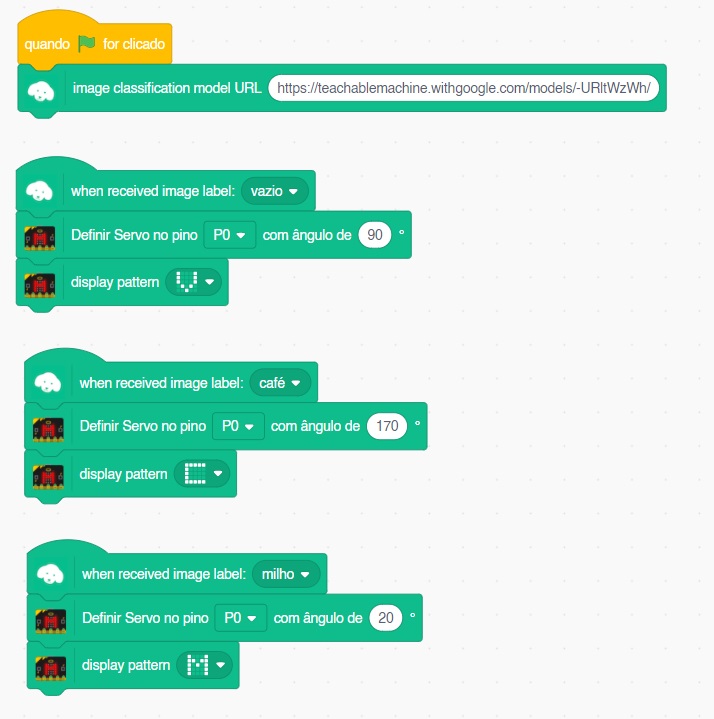 quando for clicado
image classification model URL https://teachablemachine.withgoogle.com/models/-URltWzWh/
when received image label: vazio
Definir Servo no pino P0 com ângulo de 90 °
display pattern
when received image label: café
Definir Servo no pino P0 com ângulo de 170 °
display pattern
when received image label: milho
Definir Servo no pino P0 com ângulo de 20 °
display pattern